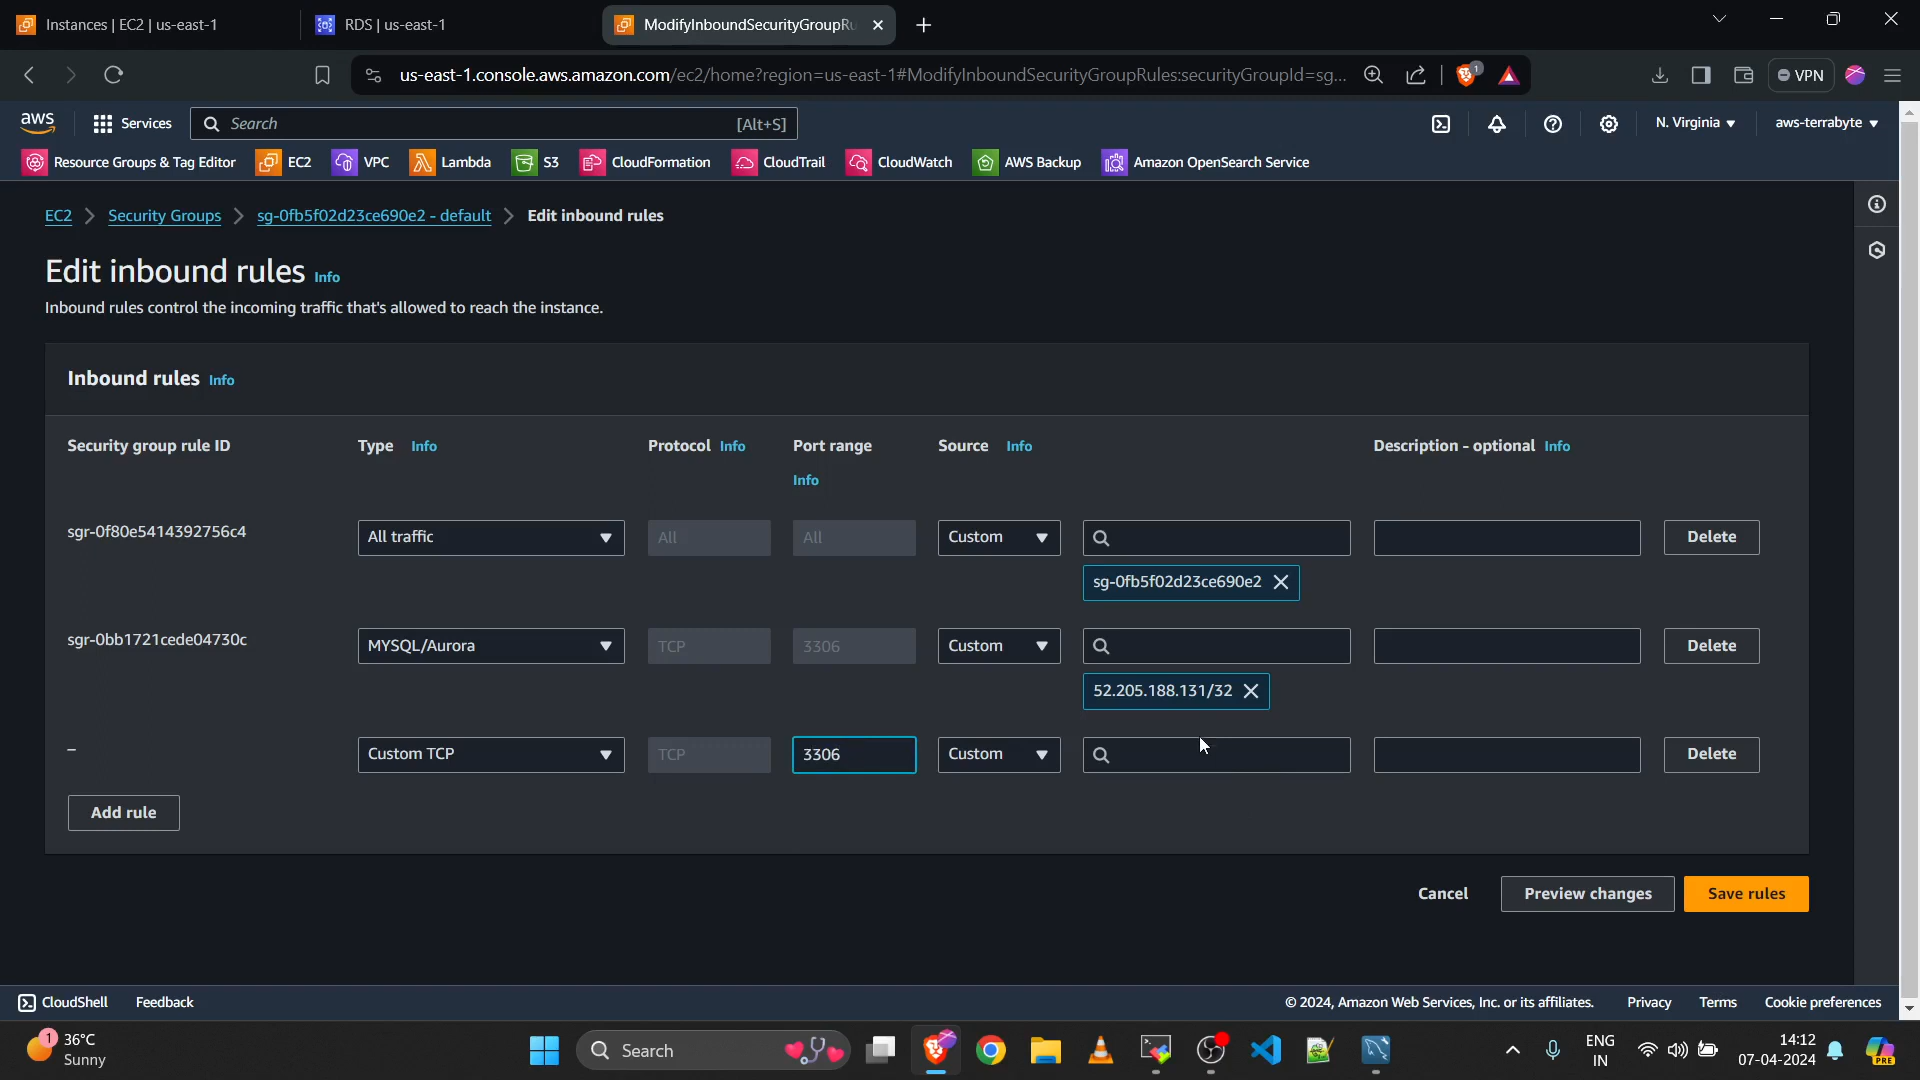 Instances | EC2 | us-east-1
RDS | us-east-1
ModifyInboundSecurityGroupRu
us-east-1.console.aws.amazon.com/ec2/home?region=us-east-1#ModifyInboundSecurityGroupRules:securityGroupId=sg...
1
VPN
aws
Services
Search
[Alt+S]
N. Virginia
aws-terrabyte
Resource Groups & Tag Editor
EC2
VPC
Lambda
S3
CloudFormation
CloudTrail
CloudWatch
AWS Backup
Amazon OpenSearch Service
EC2
Security Groups
sg-0fb5f02d23ce690e2 - default
Edit inbound rules
Edit inbound rules Info
Inbound rules control the incoming traffic that's allowed to reach the instance.
Inbound rules Info
Security group rule ID
Type Info
Protocol Info
Port range
Info
Source Info
Description - optional Info
sgr-0f80e5414392756c4
All traffic
All
All
Custom
Delete
sg-0fb5f02d23ce690e2
sgr-0bb1721cede04730c
MYSQL/Aurora
TCP
3306
Custom
Delete
52.205.188.131/32
–
Custom TCP
TCP
3306
Custom
Delete
Add rule
Cancel
Preview changes
Save rules
CloudShell
Feedback
© 2024, Amazon Web Services, Inc. or its affiliates.
Privacy
Terms
Cookie preferences
1
36°C
Sunny
Search
ENG
IN
14:12
07-04-2024
PRE